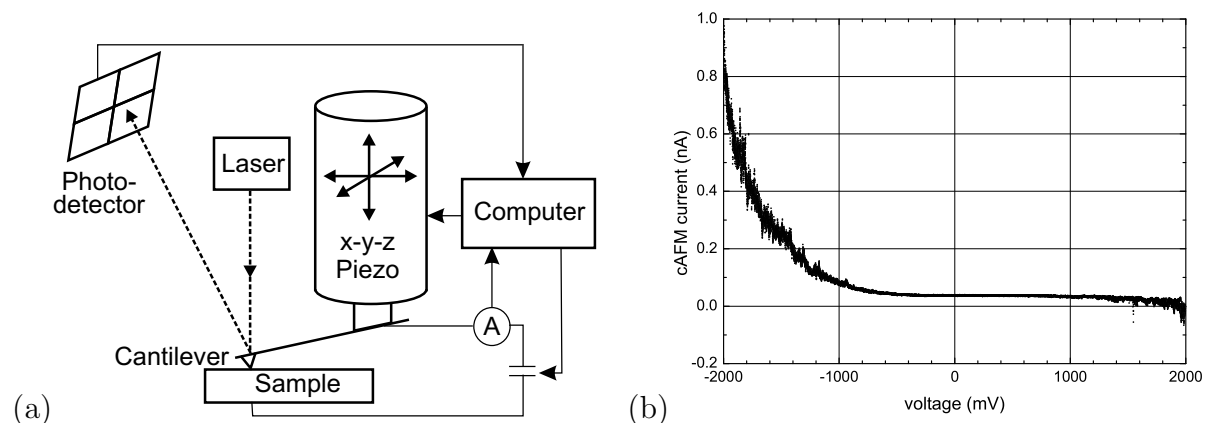 Laser
Photo-
detector
x-y-z
Piezo
Computer
A
Cantilever
Sample
(a)
1.0
0.8
0.6
0.4
0.2
0.0
-0.2
cAFM current (nA)
-2000 -1000 0 1000 2000
voltage (mV)
(b)